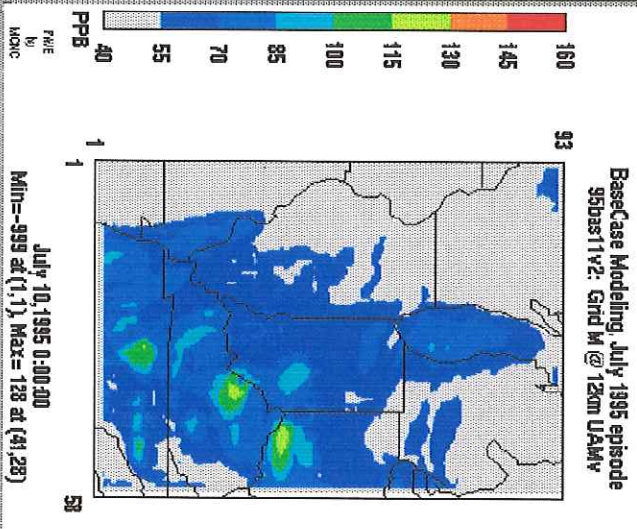 BaseCase Modeling, July 1995 episode
95bas11v2: Grid M @ 12km UAMv
160
145
130
115
100
85
70
55
40
PPB
PAVE
by
MCNC
93
1
1
58
July 10,1995 0:00:00
Min=-999 at (1,1), Max= 128 at (41,28)